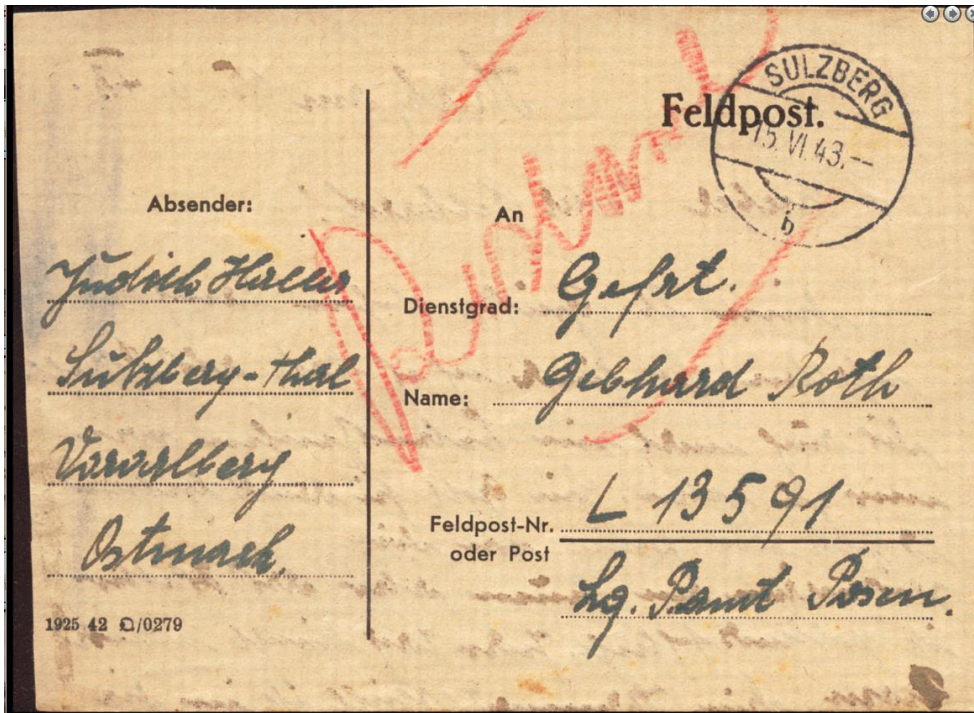 SULZBERG
15.VI.43.--
b
Feldpost.
Absender:
Judith Haller
Sulzberg-thal
Vorarlberg
Ostmark.
1925 42 /0279
An
Dienstgrad: Gefrt.
Name: Gebhard Roth
Feldpost-Nr. L 13591
oder Post Lg. Pamt Posen.